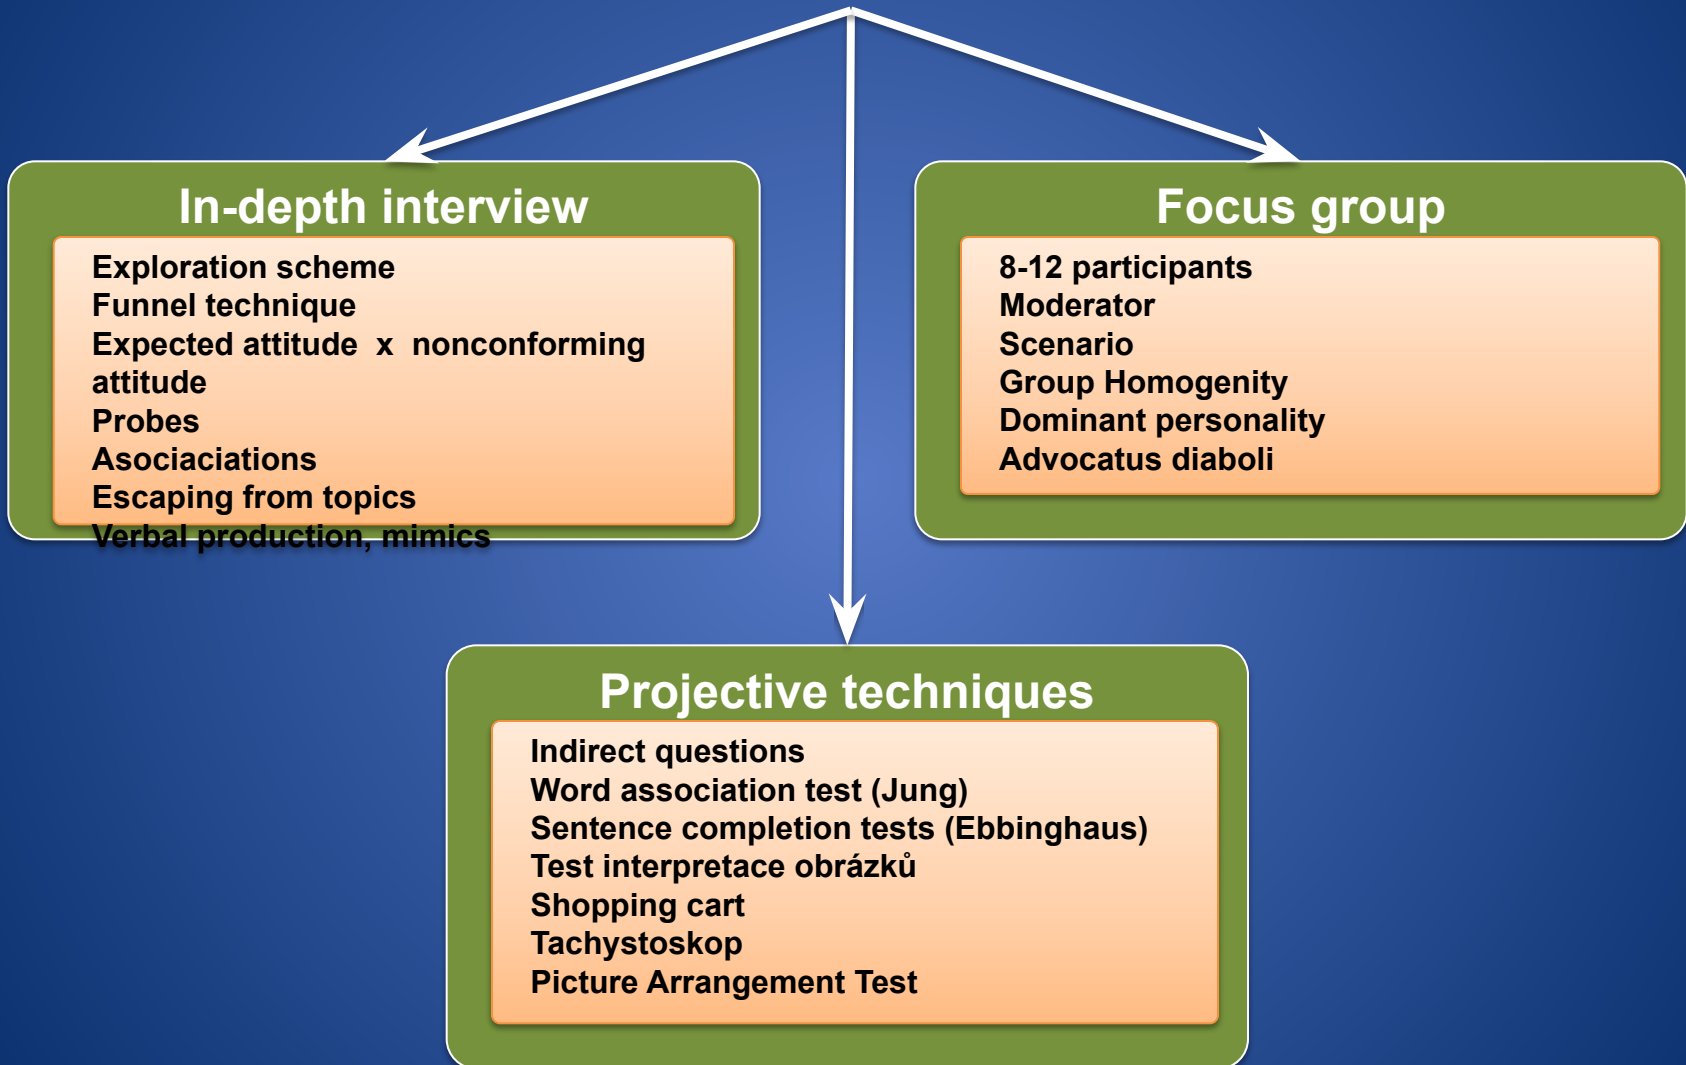 In-depth interview
Exploration scheme
Funnel technique
Expected attitude x nonconforming
attitude
Probes
Asociaciations
Escaping from topics
Verbal production, mimics
Focus group
8-12 participants
Moderator
Scenario
Group Homogenity
Dominant personality
Advocatus diaboli
Projective techniques
Indirect questions
Word association test (Jung)
Sentence completion tests (Ebbinghaus)
Test interpretace obrázků
Shopping cart
Tachystoskop
Picture Arrangement Test